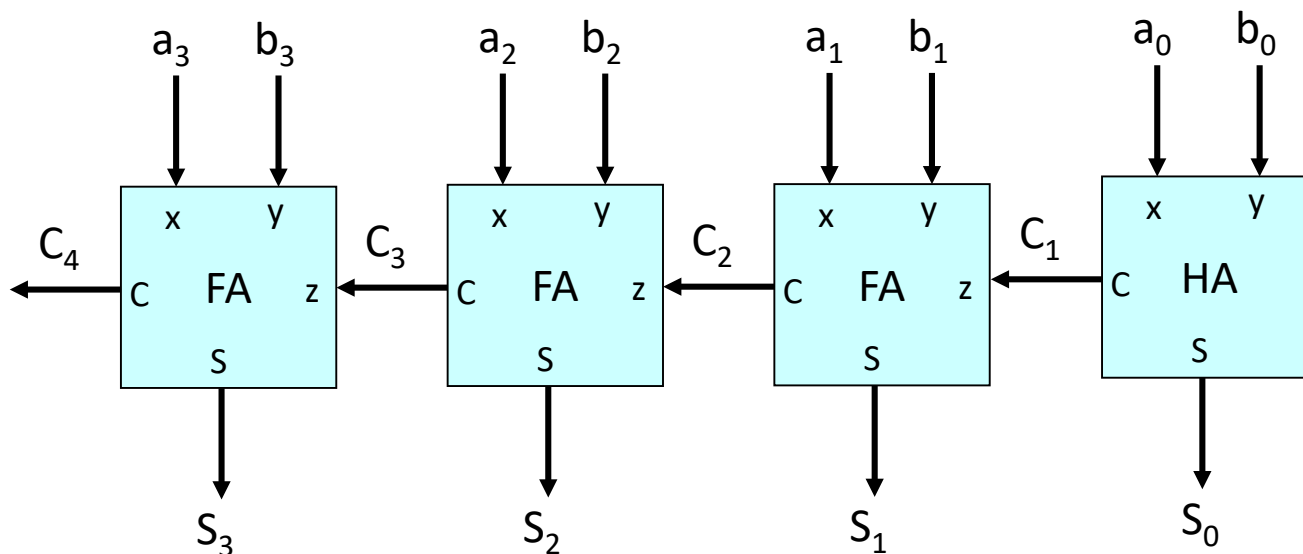 a₃ b₃ a₂ b₂ a₁ b₁ a₀ b₀
x y x y x y x y
C₄ C₃ C₂ C₁
C FA z C FA z C FA z C HA
S S S S
S₃ S₂ S₁ S₀